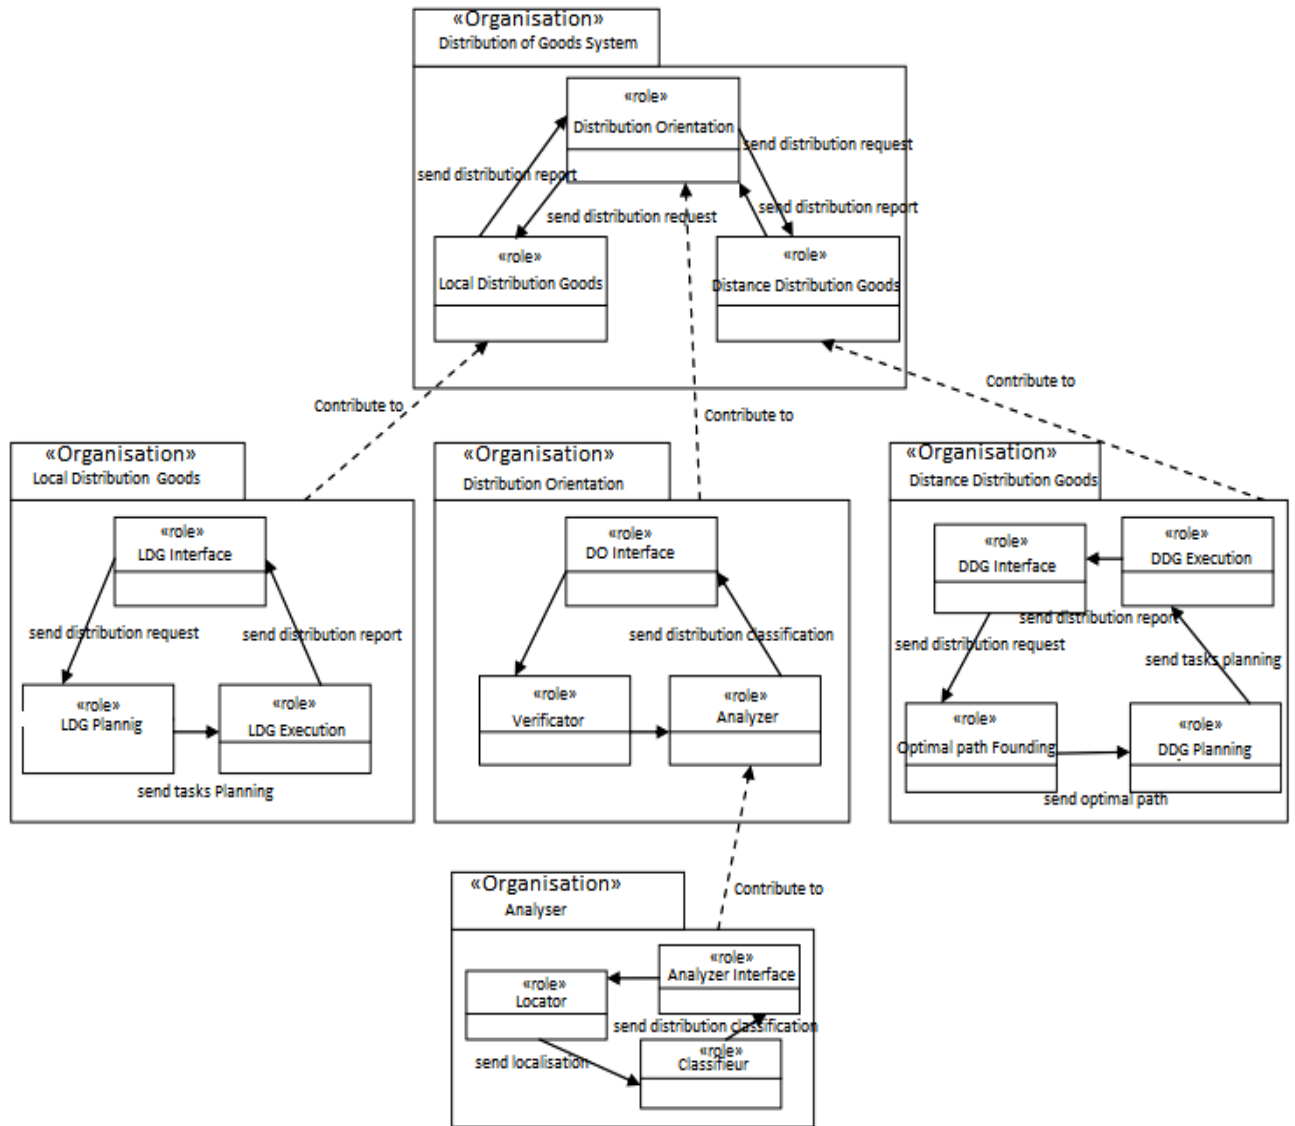 «Organisation»
Distribution of Goods System
«role»
Distribution Orientation
send distribution request
send distribution report
send distribution report
send distribution request
«role»
Local Distribution Goods
«role»
Distance Distribution Goods
Contribute to
Contribute to
Contribute to
«Organisation»
Local Distribution Goods
«role»
LDG Interface
send distribution request
send distribution report
«role»
LDG Plannig
«role»
LDG Execution
send tasks Planning
«Organisation»
Distribution Orientation
«role»
DO Interface
send distribution classification
«role»
Verificator
«role»
Analyzer
«Organisation»
Distance Distribution Goods
«role»
DDG Interface
«role»
DDG Execution
send distribution report
send distribution request
send tasks planning
«role»
Optimal path Founding
«role»
DDG Planning
send optimal path
Contribute to
«Organisation»
Analyser
«role»
Analyzer Interface
«role»
Locator
send distribution classification
send localisation
«role»
Classifieur